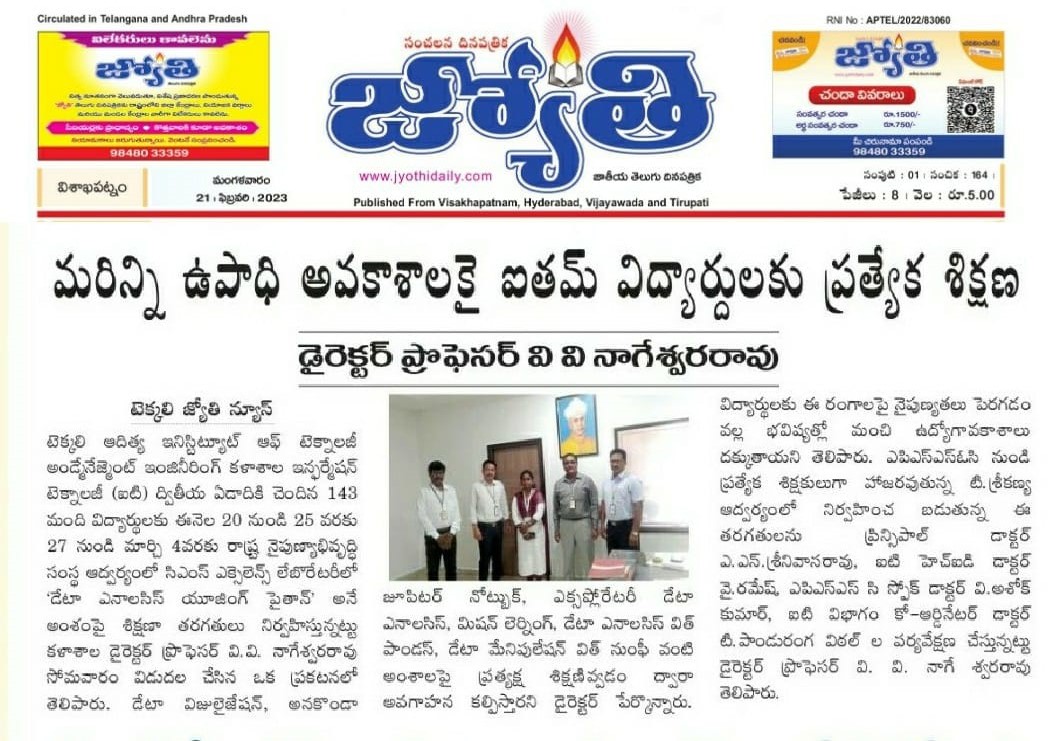 Circulated in Telangana and Andhra Pradesh
RNI No : APTEL/2022/83060
విలేకరులు కావలెను
జ్యోతి
98480 33359
సంచలన దినపత్రిక
జ్యోతి
www.jyothidaily.com
జాతీయ తెలుగు దినపత్రిక
Published From Visakhapatnam, Hyderabad, Vijayawada and Tirupati
జ్యోతి
చందా వివరాలు
సంవత్సర చందా రూ.1500/-
అర్ధ సంవత్సర చందా రూ.750/-
మీ చిరునామా పంపండి
98480 33359
విశాఖపట్నం
మంగళవారం
21 ఫిబ్రవరి 2023
సంపుటి : 01 సంచిక : 164
పేజీలు : 8 వెల : రూ.5.00
మరిన్ని ఉపాధి అవకాశాలకై ఐతమ్ విద్యార్దులకు ప్రత్యేక శిక్షణ
డైరెక్టర్ ప్రొఫెసర్ వి వి నాగేశ్వరరావు
టెక్కలి జ్యోతి న్యూస్
టెక్కలి ఆదిత్య ఇనిస్టిట్యూట్ ఆఫ్ టెక్నాలజీ
అండ్మేనేజ్మెంట్ ఇంజినీరింగ్ కళాశాల ఇన్ఫర్మేషన్
టెక్నాలజీ (ఐటి) ద్వితీయ ఏడాదికి చెందిన 143
మంది విద్యార్థులకు ఈనెల 20 నుండి 25 వరకు
27 నుండి మార్చి 4వరకు రాష్ట్ర నైపుణ్యాభివృద్ధి
సంస్థ ఆధ్వర్యంలో సిఎంస్ ఎక్సెలెన్స్ లేబొరేటరీలో
'డేటా ఎనాలసిస్ యూజింగ్ పైతాన్' అనే
అంశంపై శిక్షణా తరగతులు నిర్వహిస్తున్నట్టు
కళాశాల డైరెక్టర్ ప్రొఫెసర్ వి.వి. నాగేశ్వరరావు
సోమవారం విడుదల చేసిన ఒక ప్రకటనలో
తెలిపారు. డేటా విజులైజేషన్, అనకొండా
జూపిటర్ నోట్బుక్, ఎక్సప్లోరేటరీ డేటా
ఎనాలసిస్, మిషన్ లెర్నింగ్, డేటా ఎనాలసిస్ విత్
పాండస్, డేటా మేనిపులేషన్ విత్ నుంఫీ వంటి
అంశాలపై ప్రత్యక్ష శిక్షణివ్వడం ద్వారా
అవగాహన కల్పిస్తారని డైరెక్టర్ పేర్కొన్నారు.
విద్యార్థులకు ఈ రంగాలపై నైపుణ్యతలు పెరగడం
వల్ల భవిష్యత్లో మంచి ఉద్యోగావకాశాలు
దక్కుతాయని తెలిపారు. ఎపిఎస్ఎస్ఓసి నుండి
ప్రత్యేక శిక్షకులుగా హాజరవుతున్న టి.శ్రీకణ్య
ఆధ్వర్యంలో నిర్వహించ బడుతున్న ఈ
తరగతులను ప్రిన్సిపాల్ డాక్టర్
ఎ.ఎస్.శ్రీనివాసరావు, ఐటి హెచ్ఐడి డాక్టర్
వై.రమేష్, ఎపిఎస్ఎస్ సి స్పోక్ డాక్టర్ వి.అశోక్
కుమార్, ఐటి విభాగం కో-ఆర్డినేటర్ డాక్టర్
టి.పాండురంగ విఠల్ ల పర్యవేక్షణ చేస్తున్నట్టు
డైరెక్టర్ ప్రొఫెసర్ వి. వి. నాగే శ్వరరావు
తెలిపారు.